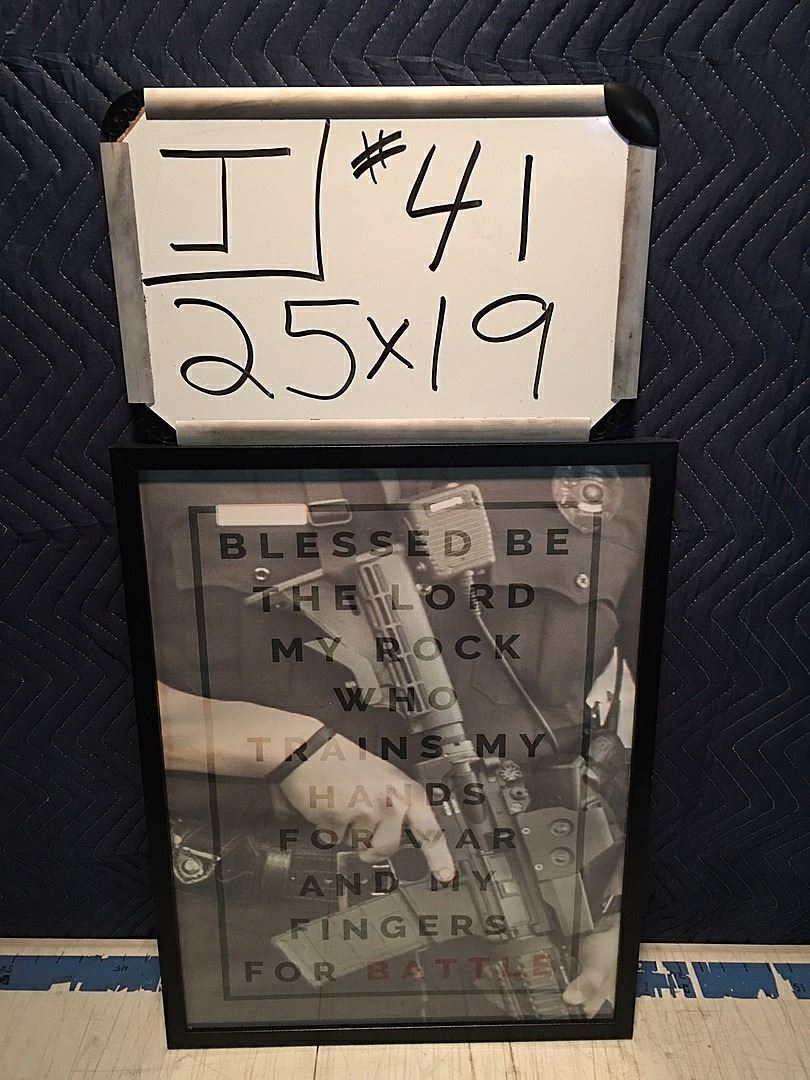 J #41
25x19
BLESSED BE
THE LORD
MY ROCK
WHO
TRAINS MY
HANDS
FOR WAR
AND MY
FINGERS
FOR BATTLE